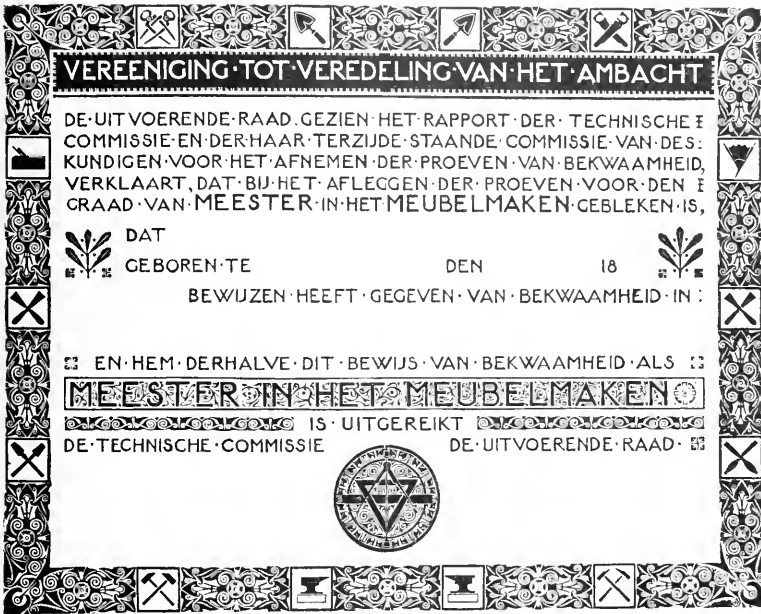 VEREENIGING·TOT·VEREDELING·VAN·HET·AMBACHT
DE·UITVOERENDE·RAAD·GEZIEN·HET·RAPPORT·DER·TECHNISCHE
COMMISSIE·EN·DER·HAAR·TERZIJDE·STAANDE·COMMISSIE·VAN·DES:
KUNDIGEN·VOOR·HET·AFNEMEN·DER·PROEVEN·VAN·BEKWAAMHEID,
VERKLAART, DAT·BIJ·HET·AFLEGGEN·DER·PROEVEN·VOOR·DEN
GRAAD·VAN·MEESTER·IN·HET·MEUBELMAKEN·GEBLEKEN·IS,
DAT
GEBOREN·TE DEN 18
BEWIJZEN·HEEFT·GEGEVEN·VAN·BEKWAAMHEID·IN:
EN·HEM·DERHALVE·DIT·BEWIJS·VAN·BEKWAAMHEID·ALS
MEESTER·IN·HET·MEUBELMAKEN
IS·UITGEREIKT
DE·TECHNISCHE·COMMISSIE DE·UITVOERENDE·RAAD·